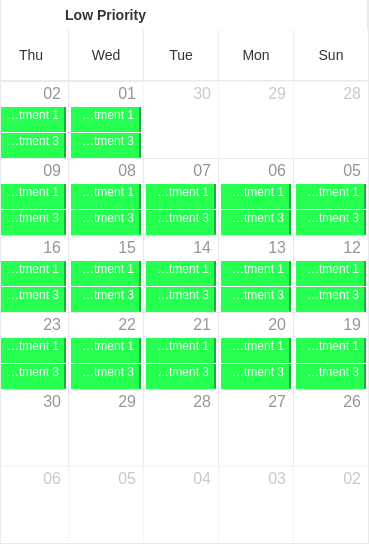 Low Priority
Thu Wed Tue Mon Sun
02 01 30 29 28
...tment 1 ...tment 1
...tment 3 ...tment 3
09 08 07 06 05
...tment 1 ...tment 1 ...tment 1 ...tment 1 ...tment 1
...tment 3 ...tment 3 ...tment 3 ...tment 3 ...tment 3
16 15 14 13 12
...tment 1 ...tment 1 ...tment 1 ...tment 1 ...tment 1
...tment 3 ...tment 3 ...tment 3 ...tment 3 ...tment 3
23 22 21 20 19
...tment 1 ...tment 1 ...tment 1 ...tment 1 ...tment 1
...tment 3 ...tment 3 ...tment 3 ...tment 3 ...tment 3
30 29 28 27 26
06 05 04 03 02